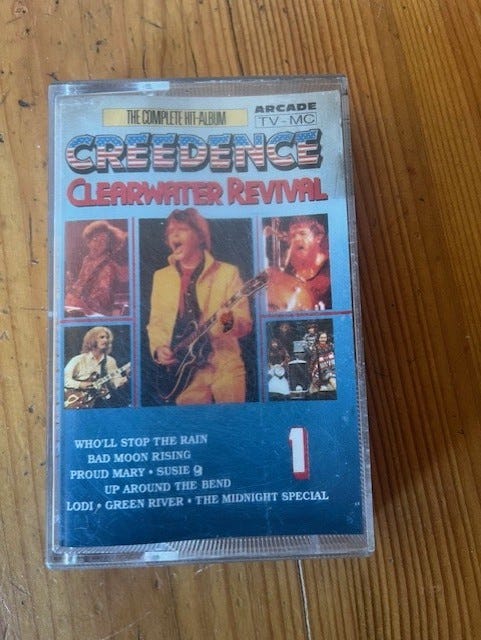 THE COMPLETE HIT-ALBUM
ARCADE
TV-MC
CREEDENCE
CLEARWATER REVIVAL
WHO'LL STOP THE RAIN
BAD MOON RISING
PROUD MARY • SUSIE Q
UP AROUND THE BEND
LODI • GREEN RIVER • THE MIDNIGHT SPECIAL
1